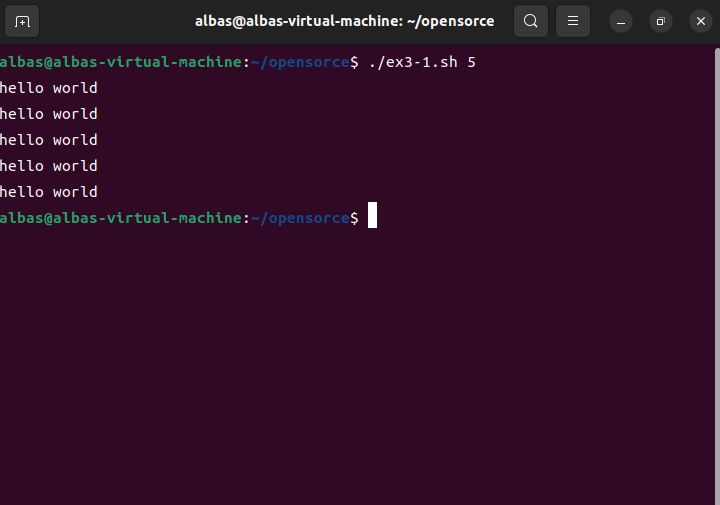 albas@albas-virtual-machine: ~/opensorce
albas@albas-virtual-machine:~/opensorce$ ./ex3-1.sh 5
hello world
hello world
hello world
hello world
hello world
albas@albas-virtual-machine:~/opensorce$